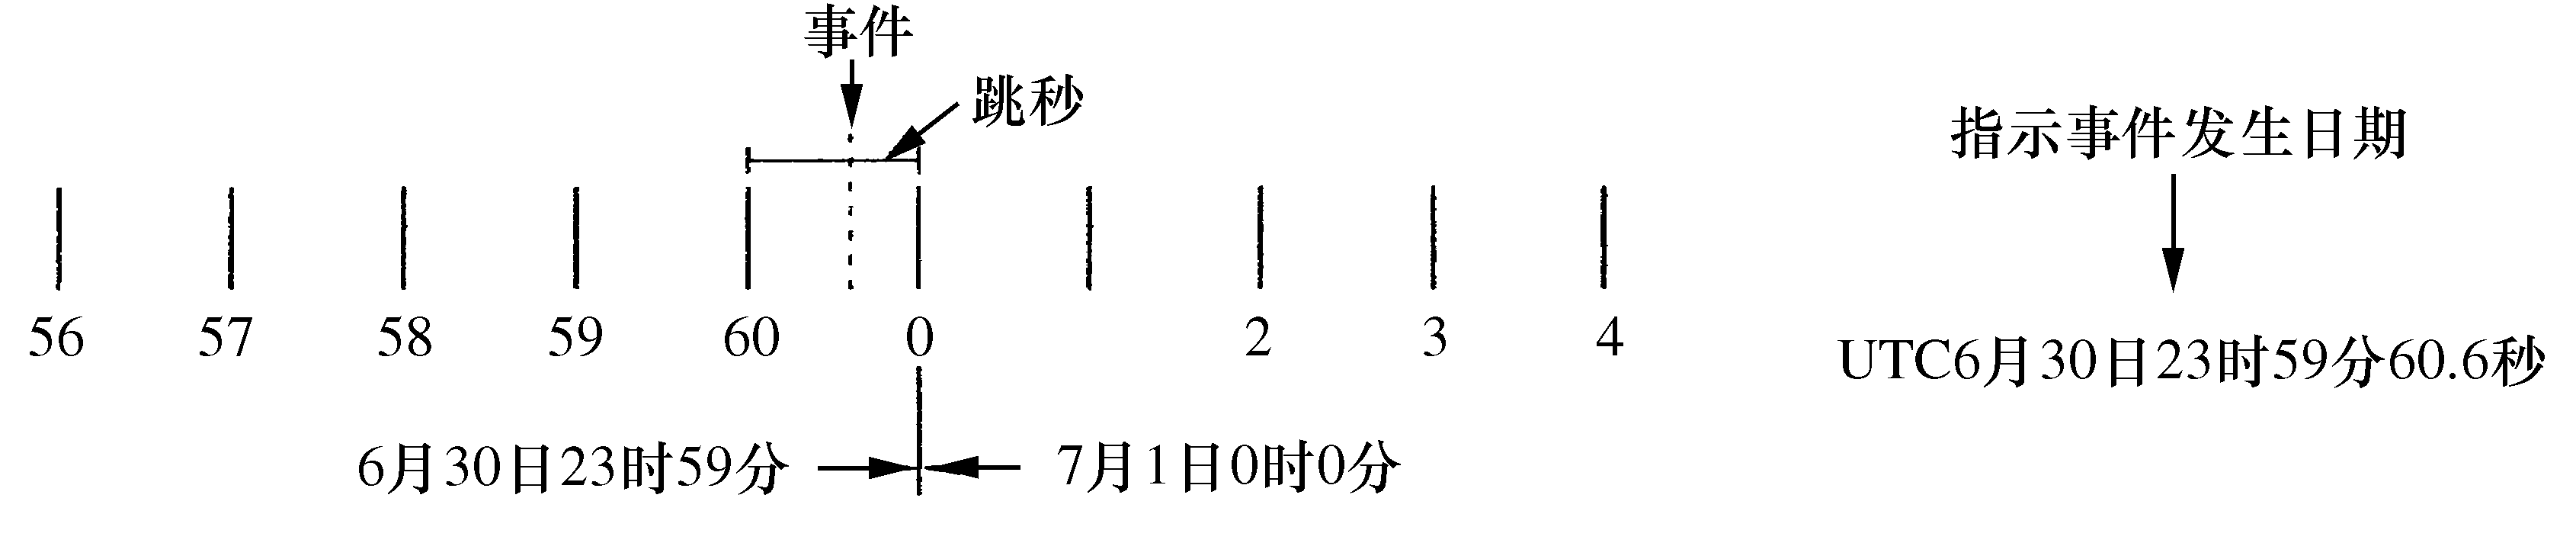 事件
跳秒
指示事件发生日期
56 57 58 59 60 0 2 3 4
UTC6月30日23时59分60.6秒
6月30日23时59分 7月1日0时0分